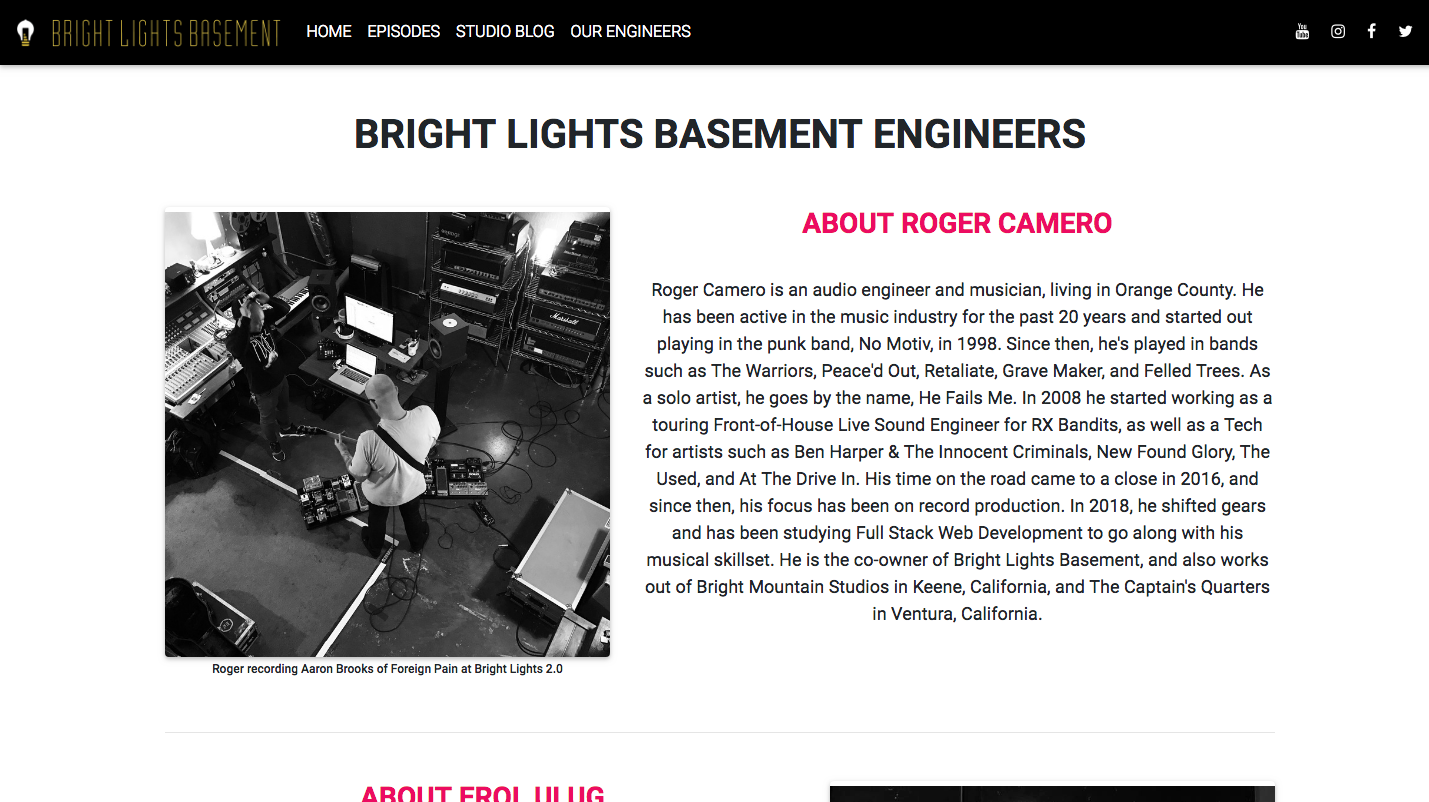 BRIGHT LIGHTS BASEMENT HOME EPISODES STUDIO BLOG OUR ENGINEERS You Tube
BRIGHT LIGHTS BASEMENT ENGINEERS
Marshall
Roger recording Aaron Brooks of Foreign Pain at Bright Lights 2.0
ABOUT ROGER CAMERO
Roger Camero is an audio engineer and musician, living in Orange County. He
has been active in the music industry for the past 20 years and started out
playing in the punk band, No Motiv, in 1998. Since then, he's played in bands
such as The Warriors, Peace'd Out, Retaliate, Grave Maker, and Felled Trees. As
a solo artist, he goes by the name, He Fails Me. In 2008 he started working as a
touring Front-of-House Live Sound Engineer for RX Bandits, as well as a Tech
for artists such as Ben Harper & The Innocent Criminals, New Found Glory, The
Used, and At The Drive In. His time on the road came to a close in 2016, and
since then, his focus has been on record production. In 2018, he shifted gears
and has been studying Full Stack Web Development to go along with his
musical skillset. He is the co-owner of Bright Lights Basement, and also works
out of Bright Mountain Studios in Keene, California, and The Captain's Quarters
in Ventura, California.
ABOUT EROL ULUG